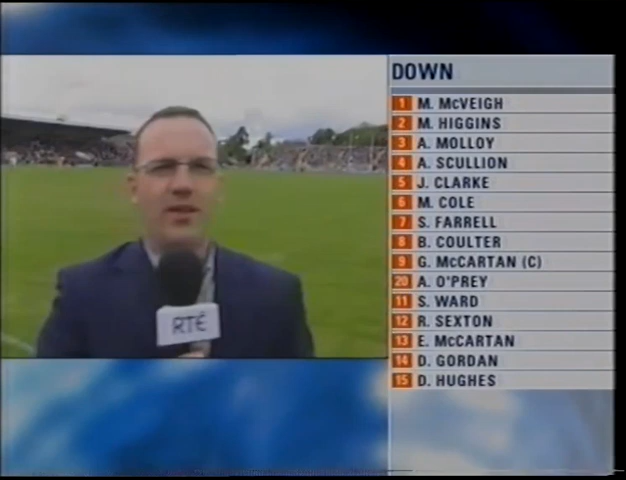 RTÉ
DOWN
1 M. McVEIGH
2 M. HIGGINS
3 A. MOLLOY
4 A. SCULLION
5 J. CLARKE
6 M. COLE
7 S. FARRELL
8 B. COULTER
9 G. McCARTAN (C)
20 A. O'PREY
11 S. WARD
12 R. SEXTON
13 E. McCARTAN
14 D. GORDAN
15 D. HUGHES